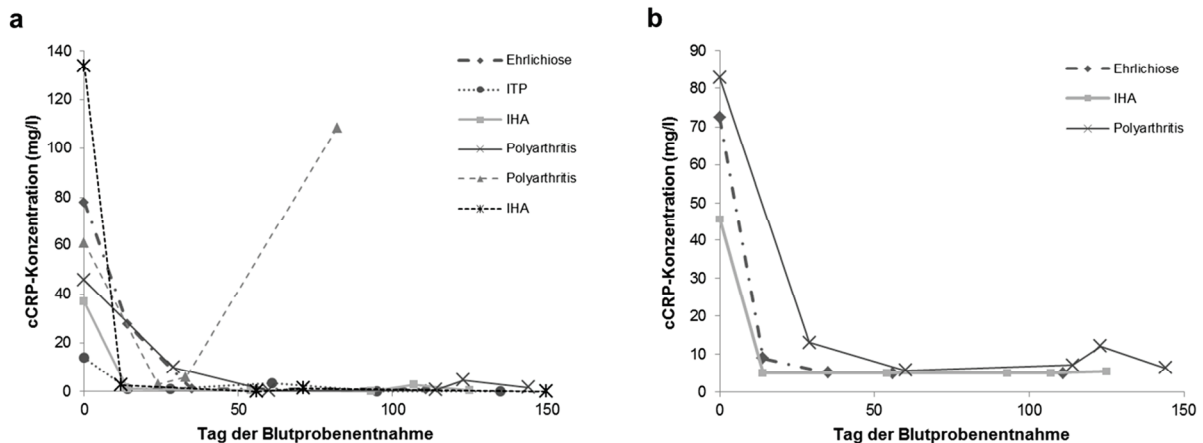 a
140
120
100
80
60
40
20
0
cCRP-Konzentration (mg/l)
0
50
100
150
Tag der Blutprobenentnahme
Ehrlichiose
ITP
IHA
Polyarthritis
Polyarthritis
IHA
b
90
80
70
60
50
40
30
20
10
0
cCRP-Konzentration (mg/l)
0
50
100
150
Tag der Blutprobenentnahme
Ehrlichiose
IHA
Polyarthritis